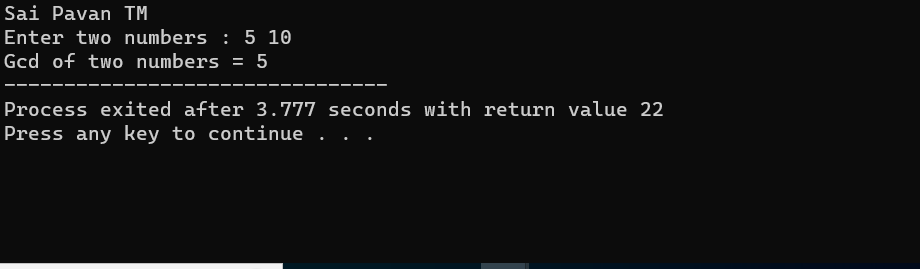 Sai Pavan TM
Enter two numbers : 5 10
Gcd of two numbers = 5
--------------------------------
Process exited after 3.777 seconds with return value 22
Press any key to continue . . .